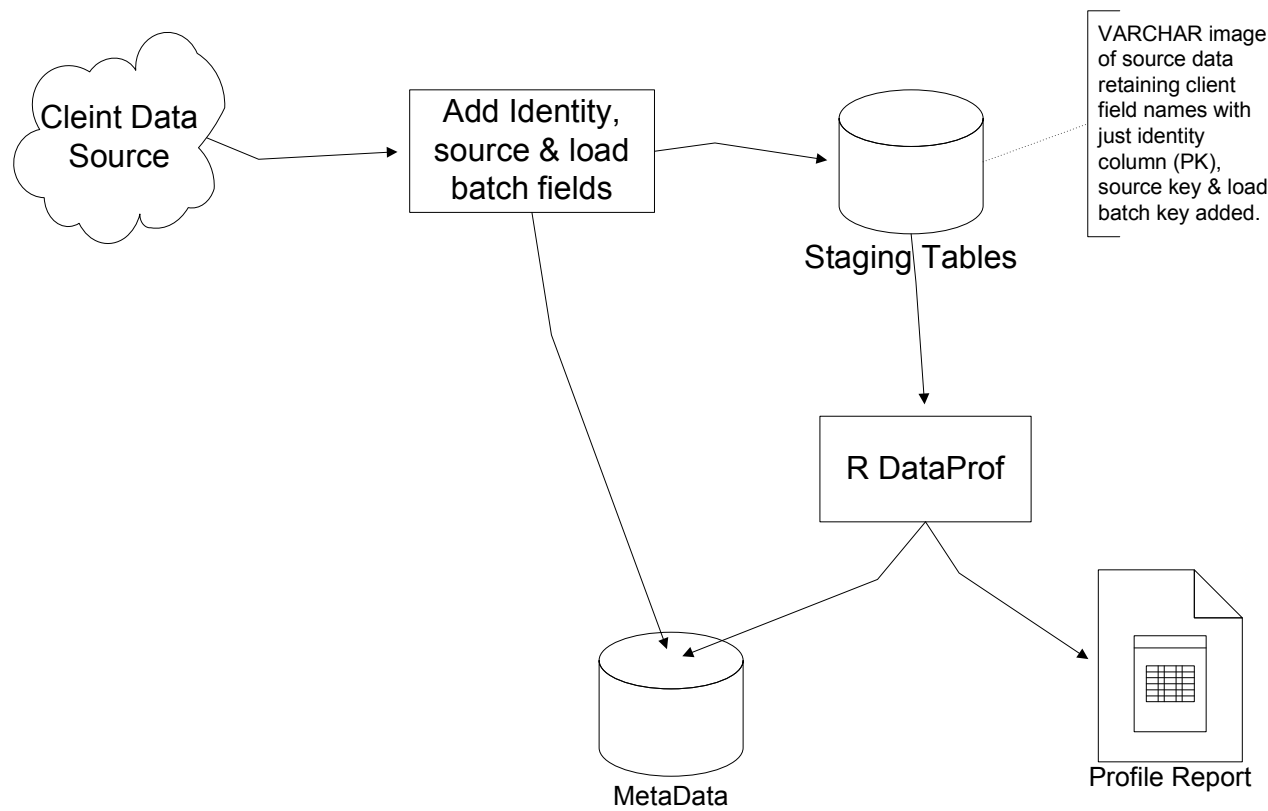 Cleint Data
Source
Add Identity,
source & load
batch fields
VARCHAR image
of source data
retaining client
field names with
just identity
column (PK),
source key & load
batch key added.
Staging Tables
R DataProf
MetaData
Profile Report